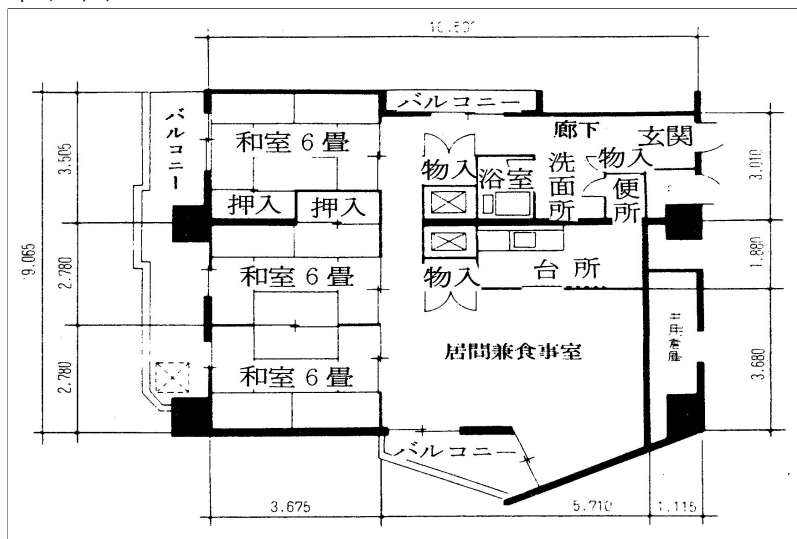 10.500
バルコニー
バルコニー
和室６畳
廊下
玄関
物入
浴室
洗面所
物入
便所
押入
押入
3.505
3.010
9.065
2.780
和室６畳
物入
台所
1.880
2.780
和室６畳
居間兼食事室
3.680
バルコニー
3.675
5.710
1.115